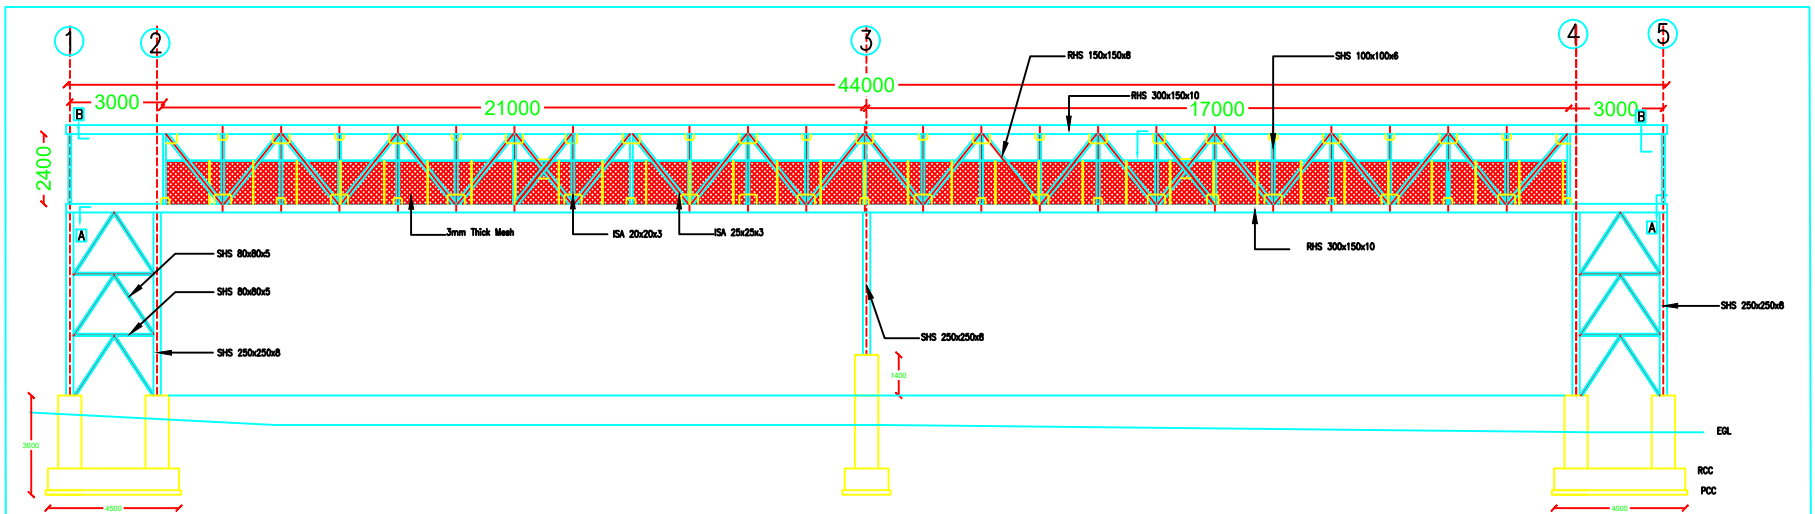 1
2
3
4
5
44000
3000
21000
17000
3000
RHS 150x150x8
SHS 100x100x6
RHS 300x150x10
B
B
2400
A
A
3mm Thick Mesh
ISA 20x20x3
ISA 25x25x3
RHS 300x150x10
SHS 80x80x5
SHS 80x80x5
SHS 250x250x8
SHS 250x250x8
SHS 250x250x8
1400
3000
EGL
RCC
PCC
4500
4500